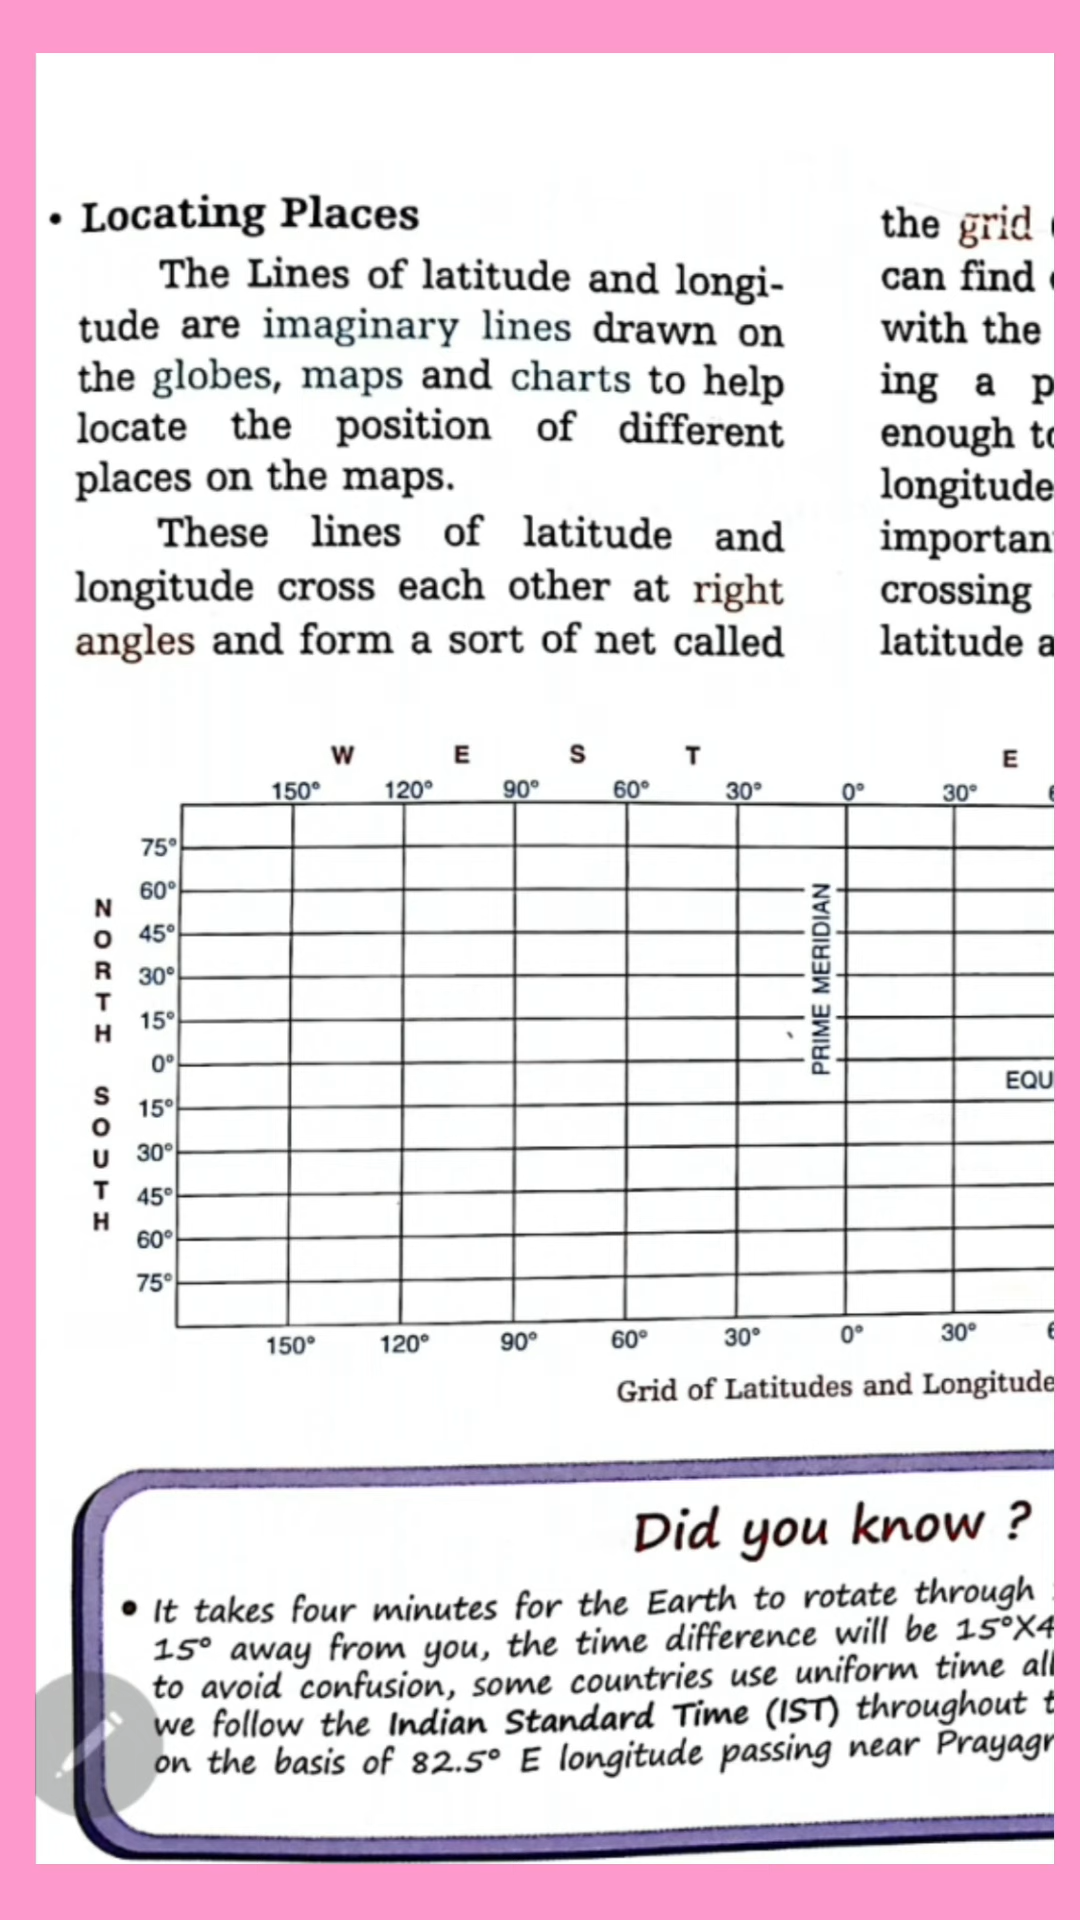 • Locating Places
The Lines of latitude and longi-
tude are imaginary lines drawn on
the globes, maps and charts to help
locate the position of different
places on the maps.
These lines of latitude and
longitude cross each other at right
angles and form a sort of net called
the grid
can find
with the
ing a p
enough to
longitude
importan
crossing
latitude a
W E S T E
150° 120° 90° 60° 30° 0° 30° 6
75°
60°
45°
30°
15°
0°
15°
30°
45°
60°
75°
NORTH
SOUTH
PRIME MERIDIAN
EQU
150° 120° 90° 60° 30° 0° 30° 6
Grid of Latitudes and Longitude
Did you know ?
• It takes four minutes for the Earth to rotate through
15° away from you, the time difference will be 15°X4
to avoid confusion, some countries use uniform time all
we follow the Indian Standard Time (IST) throughout t
on the basis of 82.5° E longitude passing near Prayagr